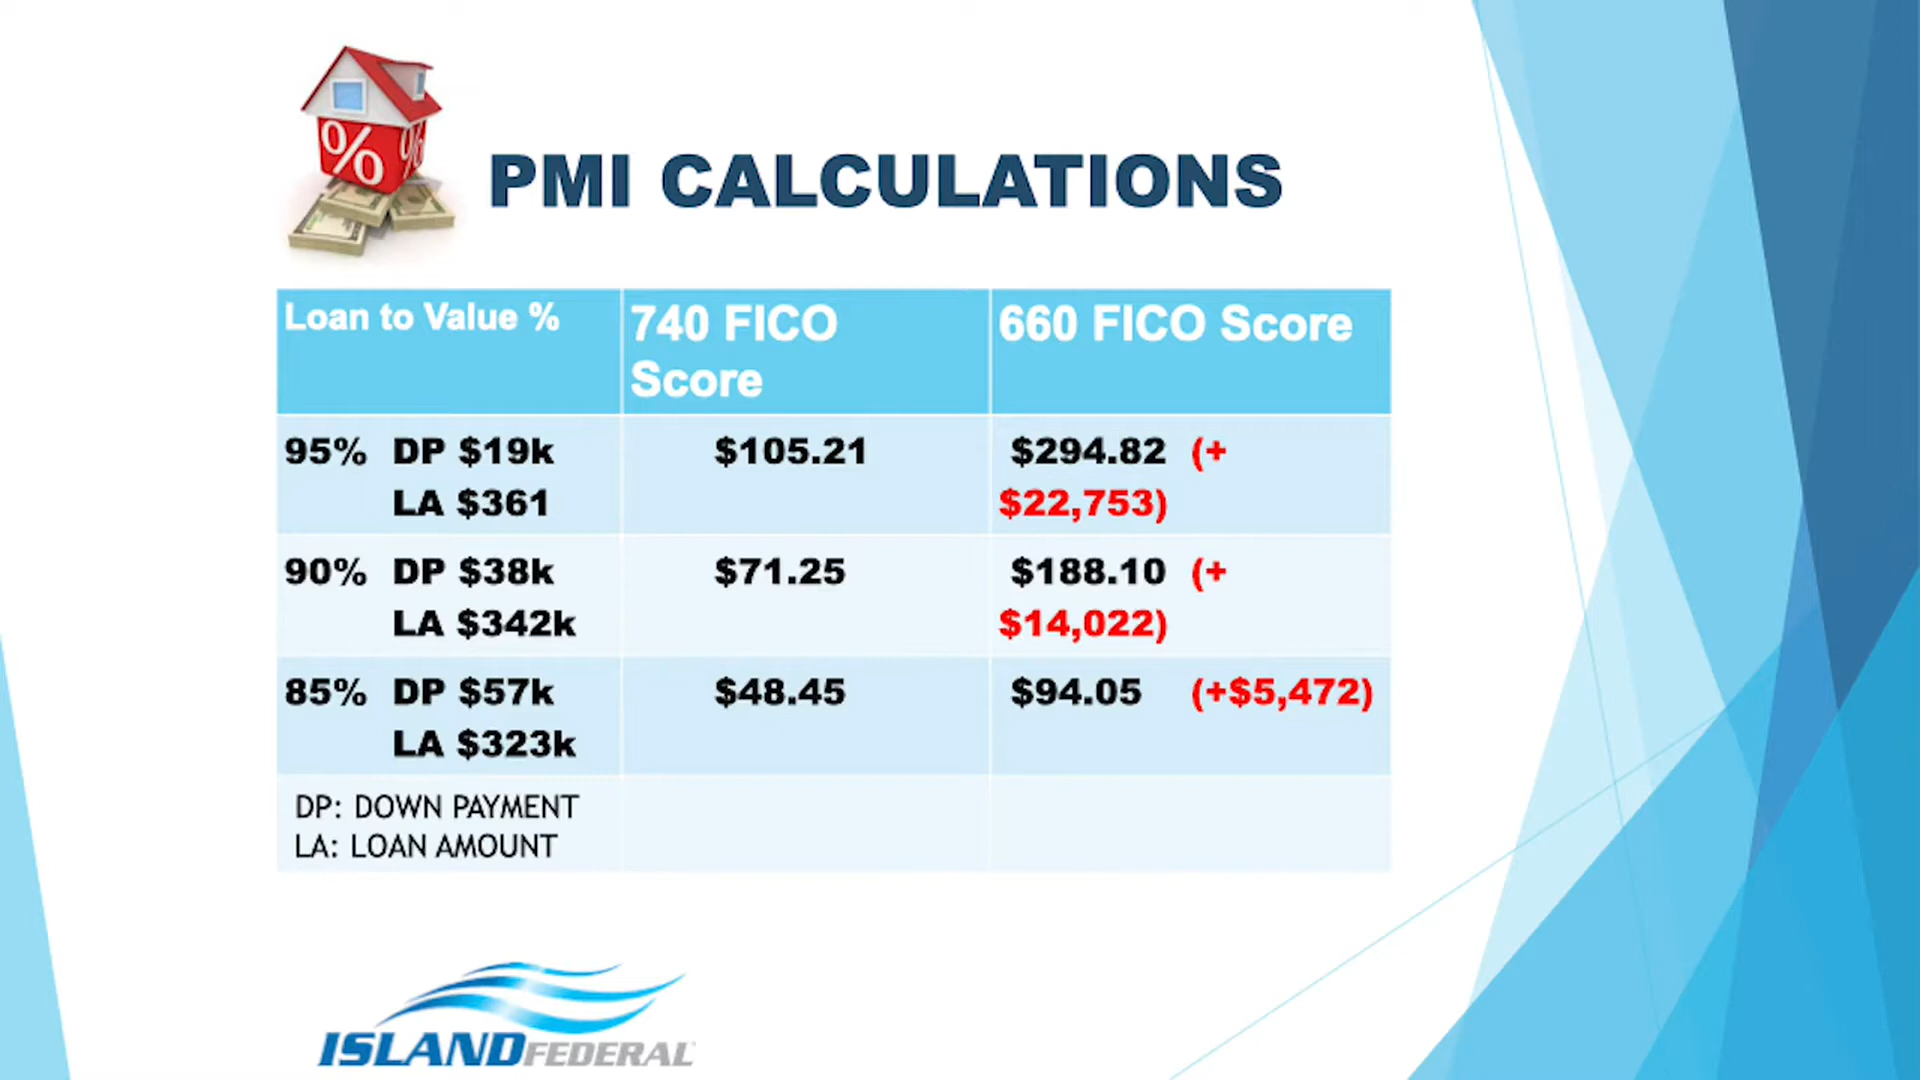 % %
PMI CALCULATIONS
Loan to Value %
740 FICO
Score
660 FICO Score
95% DP $19k
LA $361
$105.21
$294.82 (+
$22,753)
90% DP $38k
LA $342k
$71.25
$188.10 (+
$14,022)
85% DP $57k
LA $323k
$48.45
$94.05 (+$5,472)
DP: DOWN PAYMENT
LA: LOAN AMOUNT
ISLANDFEDERAL